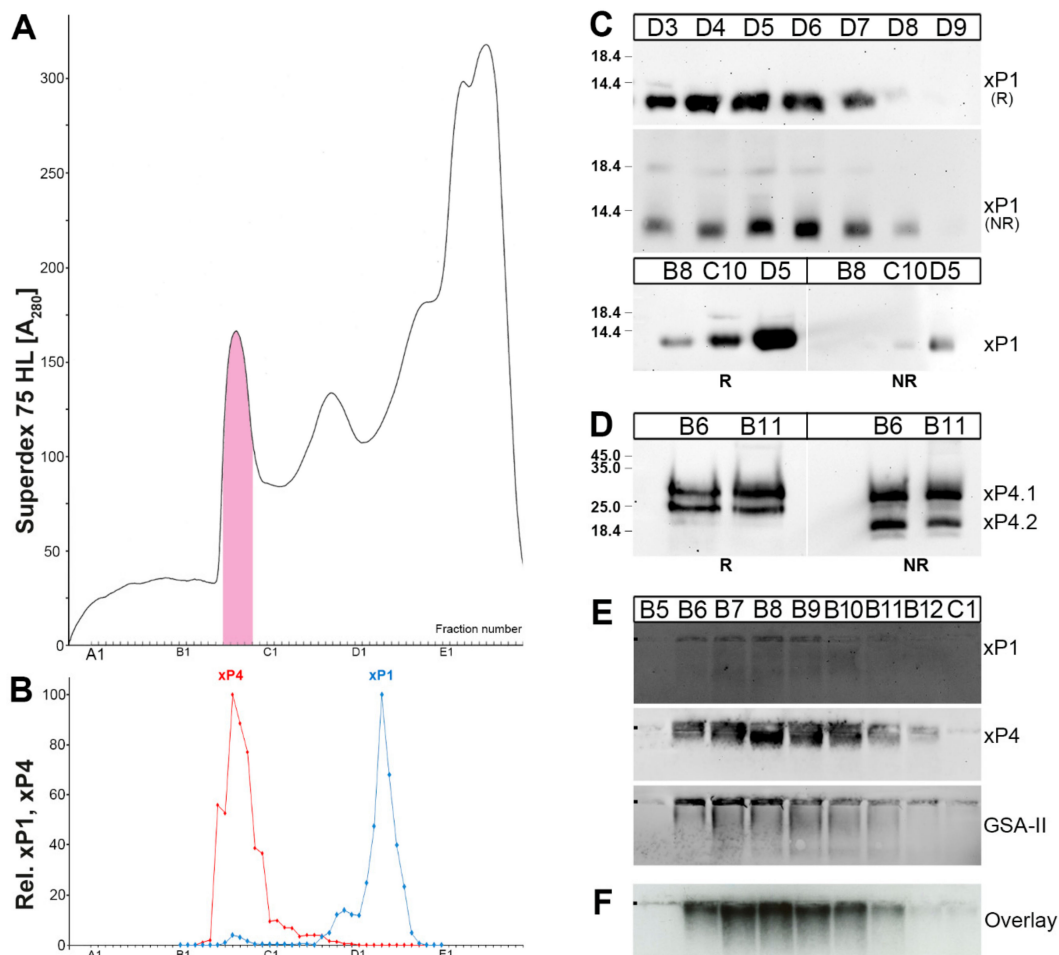 A
Superdex 75 HL [A280]
300
250
200
150
100
50
0
Fraction number
A1
B1
C1
D1
E1
B
xP4
xP1
Rel. xP1, xP4
100
80
60
40
20
0
A1
B1
C1
D1
E1
C
D3 D4 D5 D6 D7 D8 D9
18.4
14.4
xP1
(R)
18.4
14.4
xP1
(NR)
B8 C10 D5 B8 C10 D5
18.4
14.4
xP1
R NR
D
B6 B11 B6 B11
45.0
35.0
25.0
18.4
xP4.1
xP4.2
R NR
E
B5 B6 B7 B8 B9 B10 B11 B12 C1
xP1
xP4
GSA-II
F
Overlay